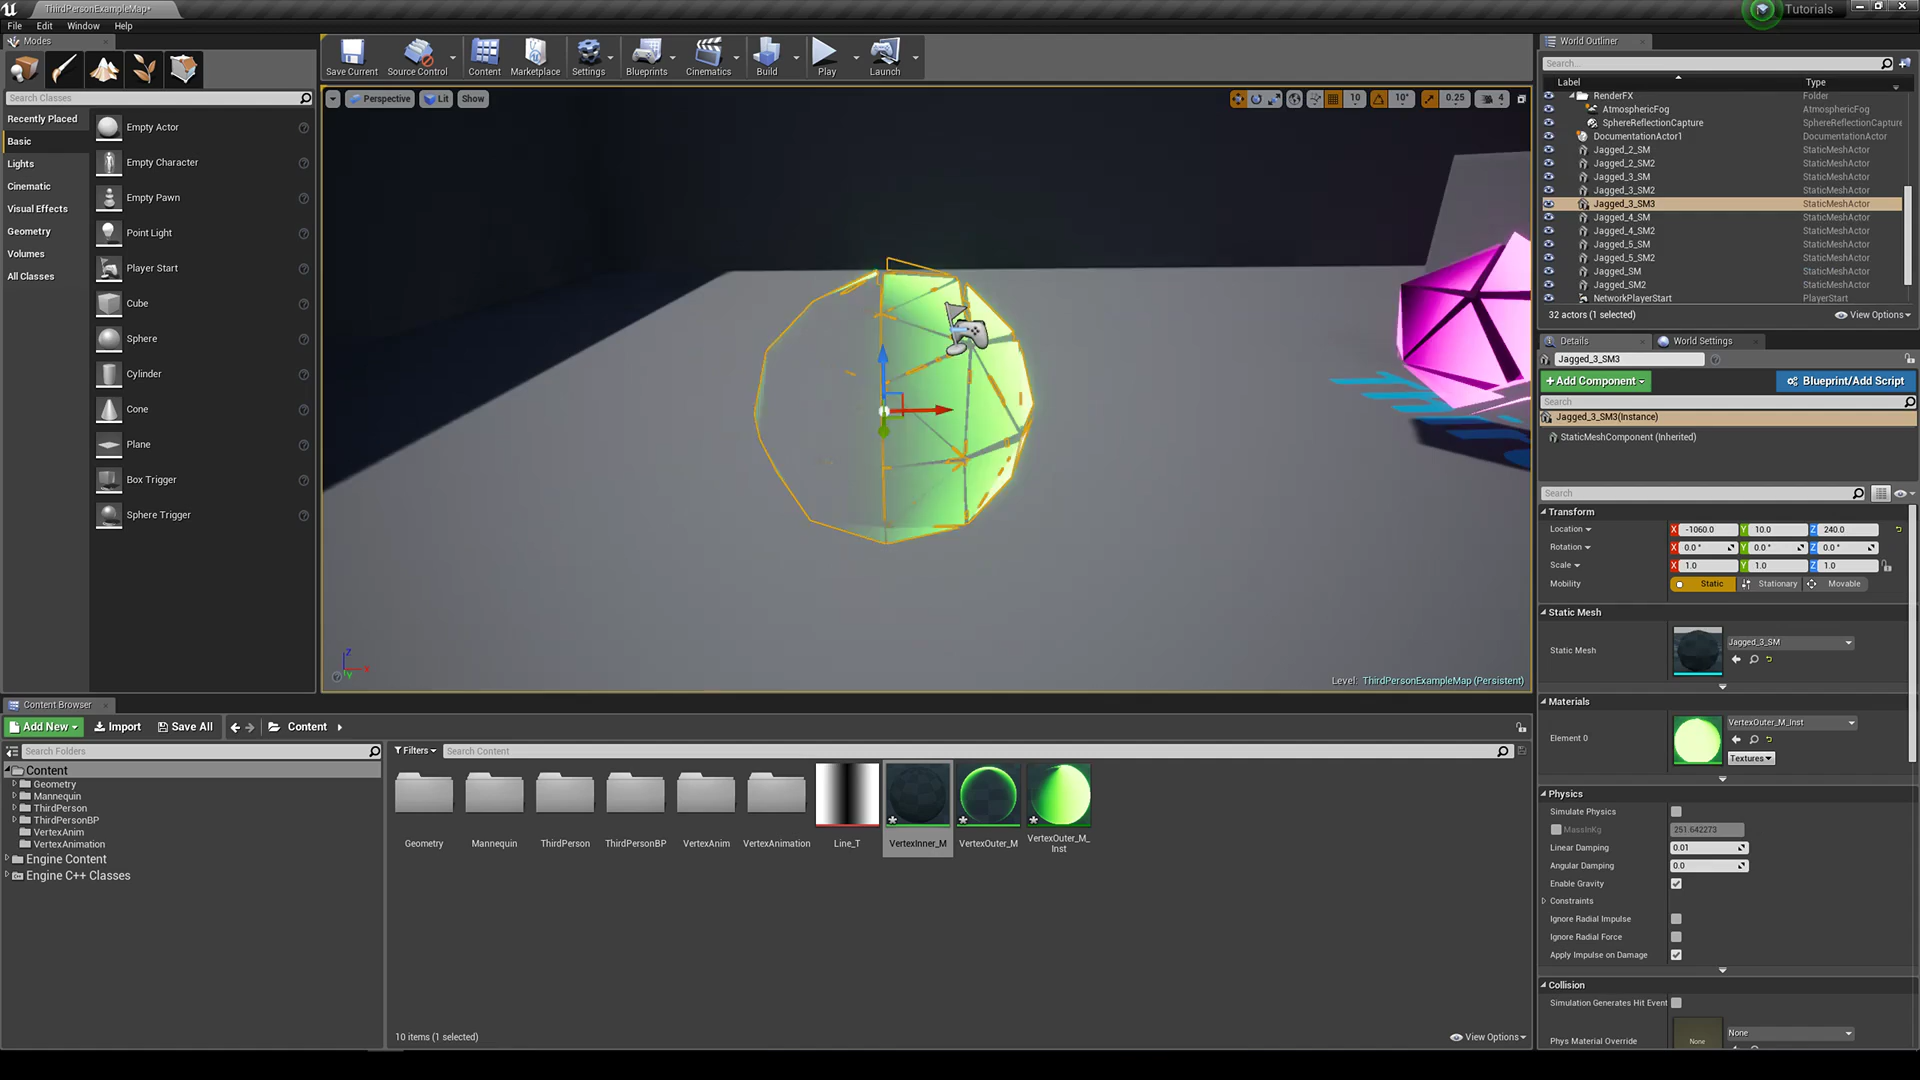 ThirdPersonExampleMap*
Tutorials
File Edit Window Help
Modes
Search Classes
Recently Placed
Basic
Lights
Cinematic
Visual Effects
Geometry
Volumes
All Classes
Empty Actor
Empty Character
Empty Pawn
Point Light
Player Start
Cube
Sphere
Cylinder
Cone
Plane
Box Trigger
Sphere Trigger
Save Current Source Control Content Marketplace Settings Blueprints Cinematics Build Play Launch
Perspective Lit Show
10 10° 0.25 4
Level: ThirdPersonExampleMap (Persistent)
World Outliner
Search...
Label Type
RenderFX Folder
AtmosphericFog AtmosphericFog
SphereReflectionCapture SphereReflectionCapture
DocumentationActor1 DocumentationActor
Jagged_2_SM StaticMeshActor
Jagged_2_SM2 StaticMeshActor
Jagged_3_SM StaticMeshActor
Jagged_3_SM2 StaticMeshActor
Jagged_3_SM3 StaticMeshActor
Jagged_4_SM StaticMeshActor
Jagged_4_SM2 StaticMeshActor
Jagged_5_SM StaticMeshActor
Jagged_5_SM2 StaticMeshActor
Jagged_SM StaticMeshActor
Jagged_SM2 StaticMeshActor
NetworkPlayerStart PlayerStart
32 actors (1 selected) View Options
Details World Settings
Jagged_3_SM3
+Add Component Blueprint/Add Script
Search
Jagged_3_SM3(Instance)
StaticMeshComponent (Inherited)
Search
Transform
Location X -1060.0 Y 10.0 Z 240.0
Rotation X 0.0° Y 0.0° Z 0.0°
Scale X 1.0 Y 1.0 Z 1.0
Mobility Static Stationary Movable
Static Mesh
Static Mesh Jagged_3_SM
Materials
Element 0 VertexOuter_M_Inst
Textures
Physics
Simulate Physics
MassInKg 251.642273
Linear Damping 0.01
Angular Damping 0.0
Enable Gravity
Constraints
Ignore Radial Impulse
Ignore Radial Force
Apply Impulse on Damage
Collision
Simulation Generates Hit Event
Phys Material Override None None
Content Browser
Add New Import Save All Content
Search Folders
Content
Geometry
Mannequin
ThirdPerson
ThirdPersonBP
VertexAnim
VertexAnimation
Engine Content
Engine C++ Classes
Filters Search Content
Geometry Mannequin ThirdPerson ThirdPersonBP VertexAnim VertexAnimation Line_T VertexInner_M VertexOuter_M VertexOuter_M_
Inst
10 items (1 selected) View Options